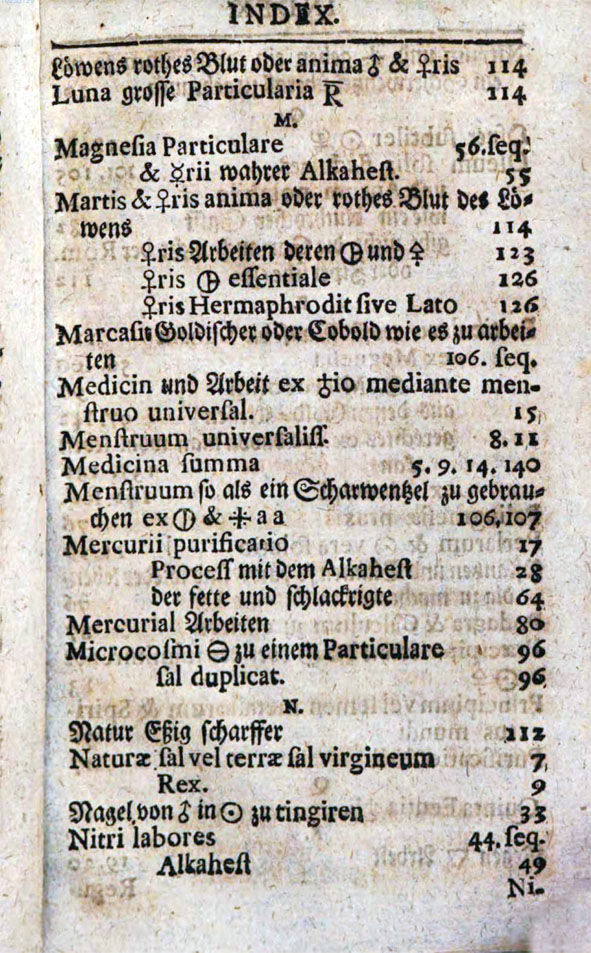 INDEX.
Löwens rothes Blut oder anima ♂ & ♀ris 114
Luna grosse Particularia R 114
M.
Magnesia Particulare 56.seq.
& ☿rii wahrer Alkahest. 55
Martis & ♀ris anima oder rothes Blut des Lö-
wens 114
♀ris Arbeiten deren 🜕 und 🜍 123
♀ris 🜕 essentiale 126
♀ris Hermaphrodit sive Lato 126
Marcasit Goldischer oder Cobold wie es zu arbei-
ten 106. seq.
Medicin und Arbeit ex ♁io mediante men-
struo universal. 15
Menstruum universaliss. 8.11
Medicina summa 5. 9. 14. 140
Menstruum so als ein Scharwentzel zu gebrau-
chen ex 🜕 & 🜯 a a 106,107
Mercurii purificatio 17
Process mit dem Alkahest 28
der fette und schlackrigte 64
Mercurial Arbeiten 80
Microcosmi 🜔 zu einem Particulare 96
sal duplicat. 96
N.
Natur Eßig scharffer 112
Naturæ sal vel terræ sal virgineum 7
Rex. 9
Nagel von ♂ in ☉ zu tingiren 33
Nitri labores 44.seq.
Alkahest 49
Ni-